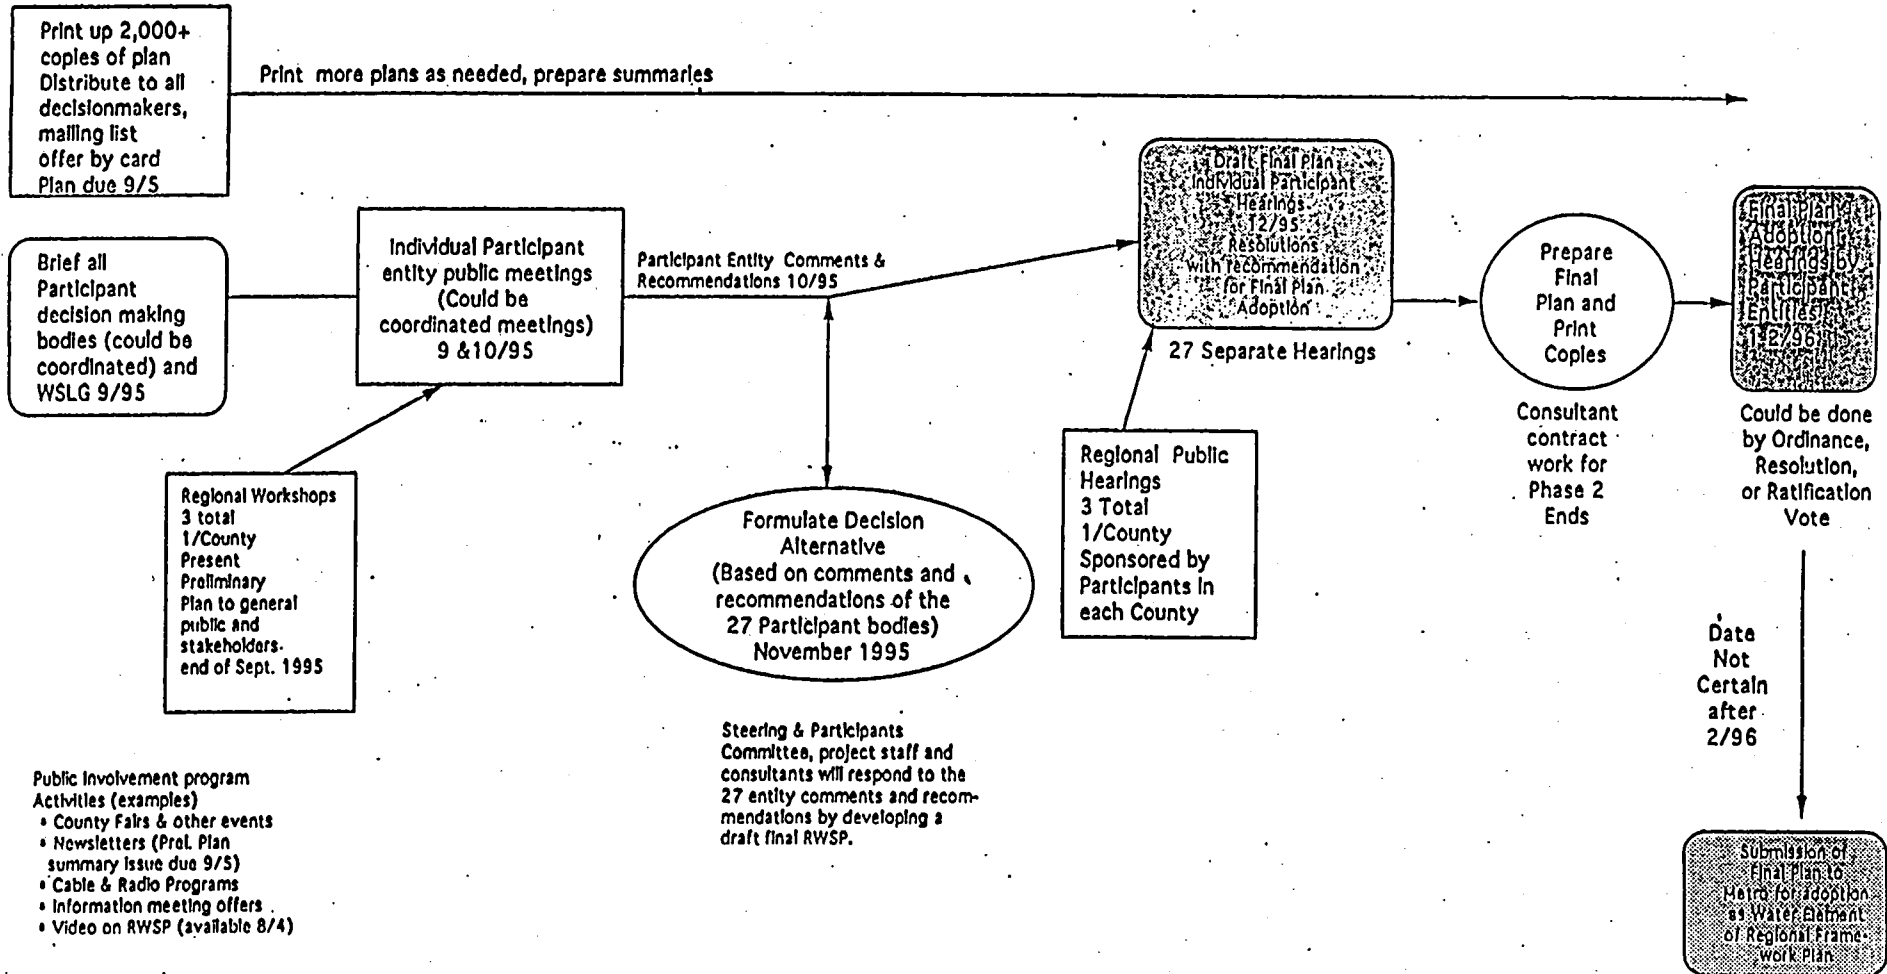 Print up 2,000+
copies of plan
Distribute to all
decisionmakers,
mailing list
offer by card
Plan due 9/5
Print more plans as needed, prepare summaries
Brief all
Participant
decision making
bodies (could be
coordinated) and
WSLG 9/95
Individual Participant
entity public meetings
(Could be
coordinated meetings)
9 &10/95
Participant Entity Comments &
Recommendations 10/95
Draft Final Plan
Individual Participant
Hearings
12/95
Resolutions
with recommendation
for Final Plan
Adoption
27 Separate Hearings
Prepare
Final
Plan and
Print
Copies
Consultant
contract
work for
Phase 2
Ends
Final Plan
Adoption
Hearings by
Participant
Entities
1-2/96
Could be done
by Ordinance,
Resolution,
or Ratification
Vote
Regional Workshops
3 total
1/County
Present
Preliminary
Plan to general
public and
stakeholders.
end of Sept. 1995
Formulate Decision
Alternative
(Based on comments and
recommendations of the
27 Participant bodies)
November 1995
Regional Public
Hearings
3 Total
1/County
Sponsored by
Participants in
each County
Date
Not
Certain
after
2/96
Steering & Participants
Committee, project staff and
consultants will respond to the
27 entity comments and recom-
mendations by developing a
draft final RWSP.
Public Involvement program
Activities (examples)
• County Fairs & other events
• Newsletters (Prel. Plan
summary issue due 9/5)
• Cable & Radio Programs
• Information meeting offers
• Video on RWSP (available 8/4)
Submission of
Final Plan to
Metro for adoption
as Water Element
of Regional Frame-
work Plan